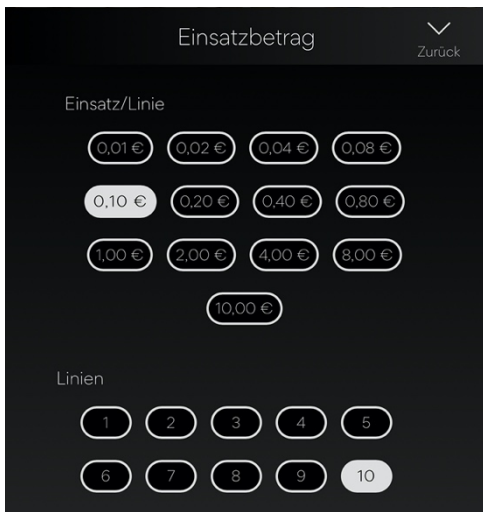 Einsatzbetrag
Zurück
Einsatz/Linie
0,01 € 0,02 € 0,04 € 0,08 €
0,10 € 0,20 € 0,40 € 0,80 €
1,00 € 2,00 € 4,00 € 8,00 €
10,00 €
Linien
1 2 3 4 5
6 7 8 9 10